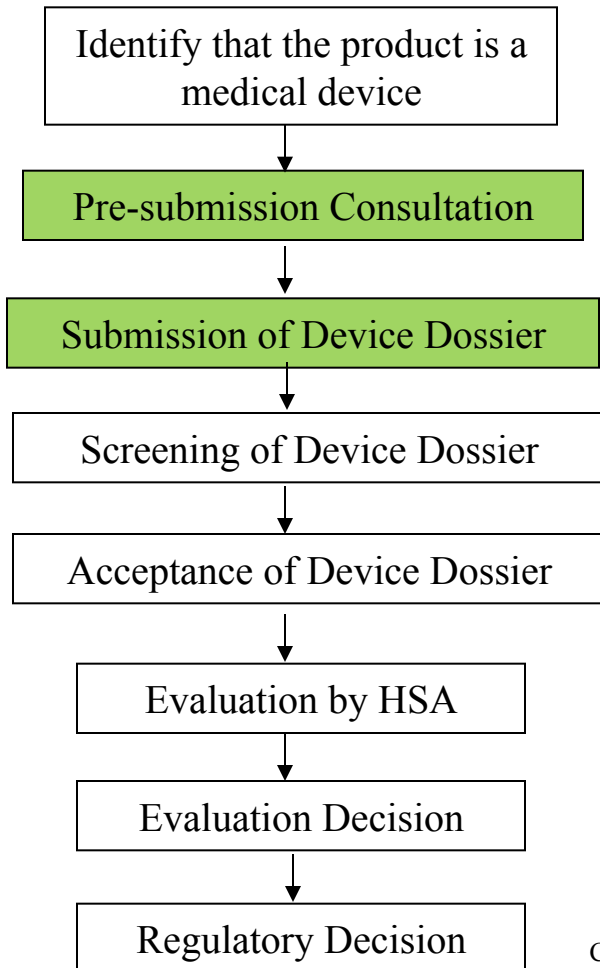 Identify that the product is a
medical device
Pre-submission Consultation
Submission of Device Dossier
Screening of Device Dossier
Acceptance of Device Dossier
Evaluation by HSA
Evaluation Decision
Regulatory Decision